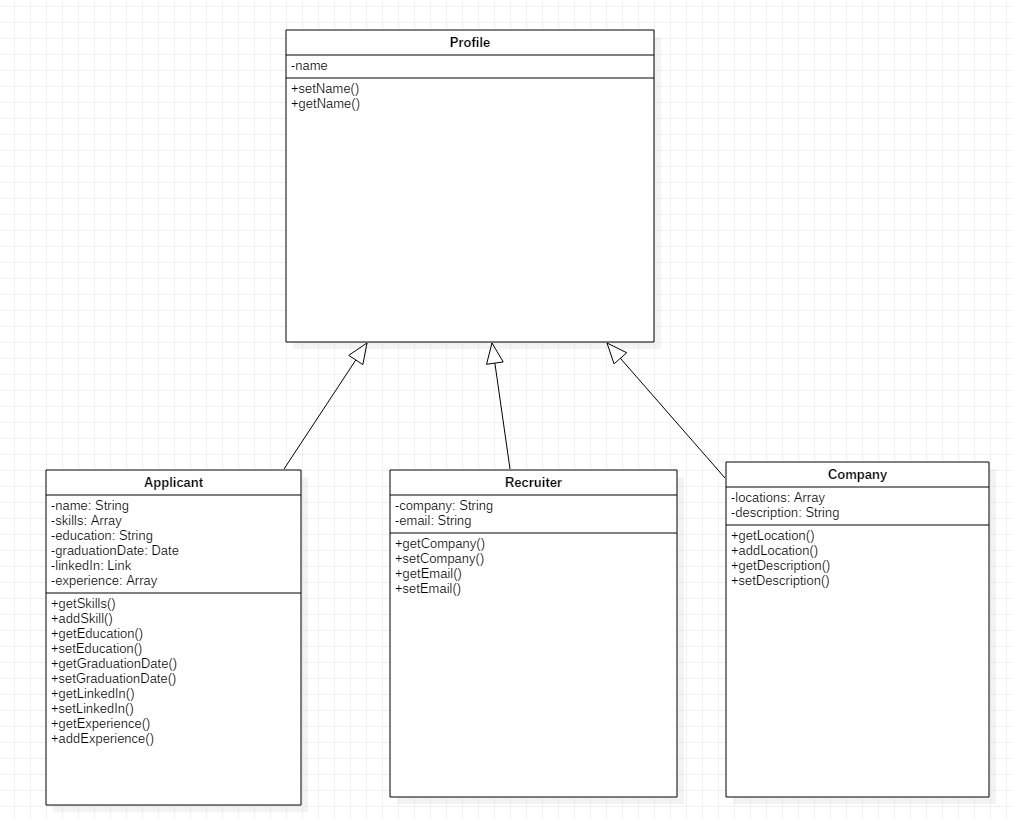 Profile
-name
+setName()
+getName()
Applicant
-name: String
-skills: Array
-education: String
-graduationDate: Date
-linkedIn: Link
-experience: Array
+getSkills()
+addSkill()
+getEducation()
+setEducation()
+getGraduationDate()
+setGraduationDate()
+getLinkedIn()
+setLinkedIn()
+getExperience()
+addExperience()
Recruiter
-company: String
-email: String
+getCompany()
+setCompany()
+getEmail()
+setEmail()
Company
-locations: Array
-description: String
+getLocation()
+addLocation()
+getDescription()
+setDescription()